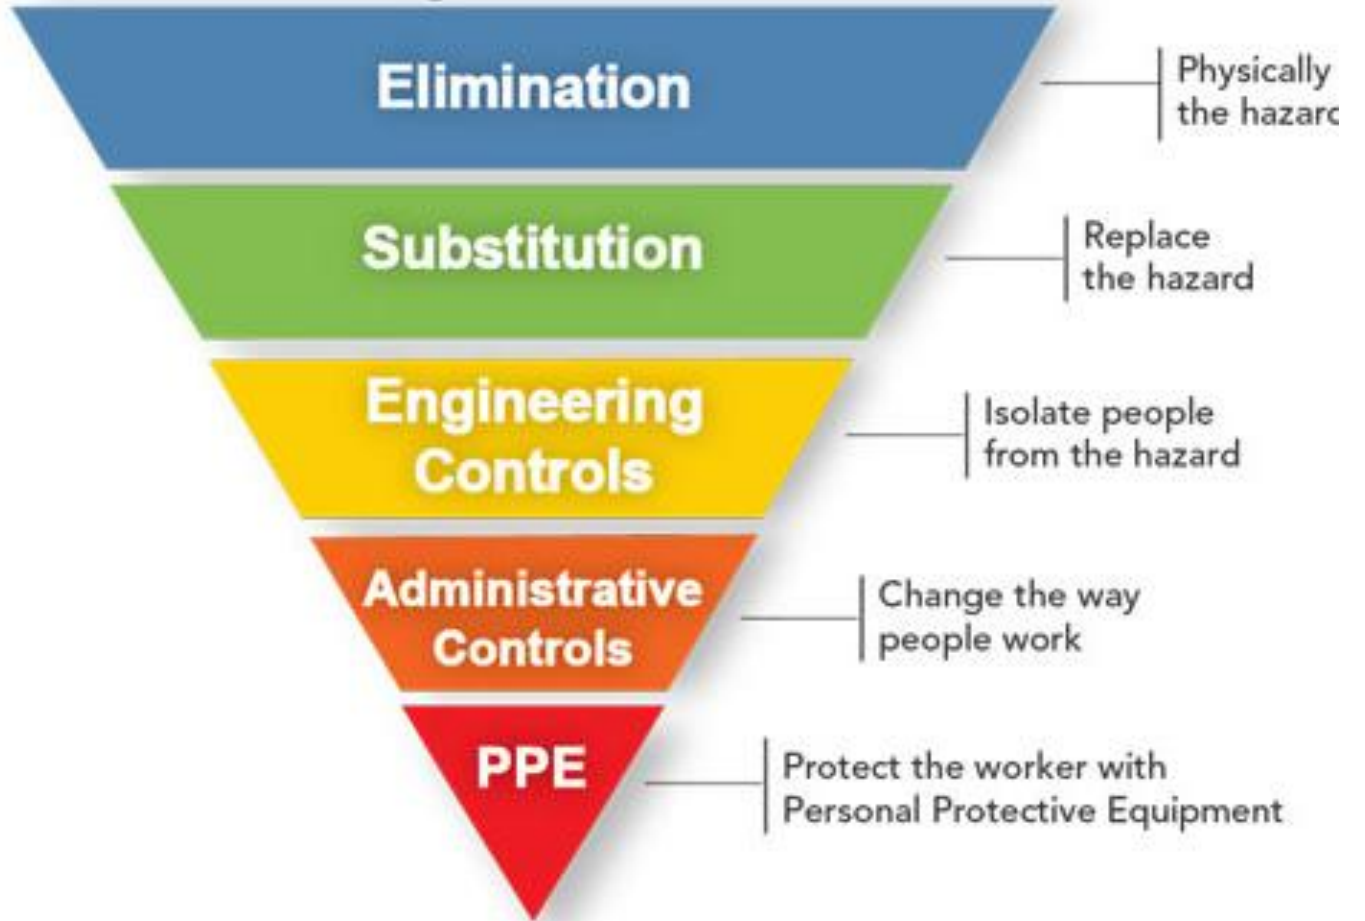 Elimination
Physically
the hazard
Substitution
Replace
the hazard
Engineering
Controls
Isolate people
from the hazard
Administrative
Controls
Change the way
people work
PPE
Protect the worker with
Personal Protective Equipment